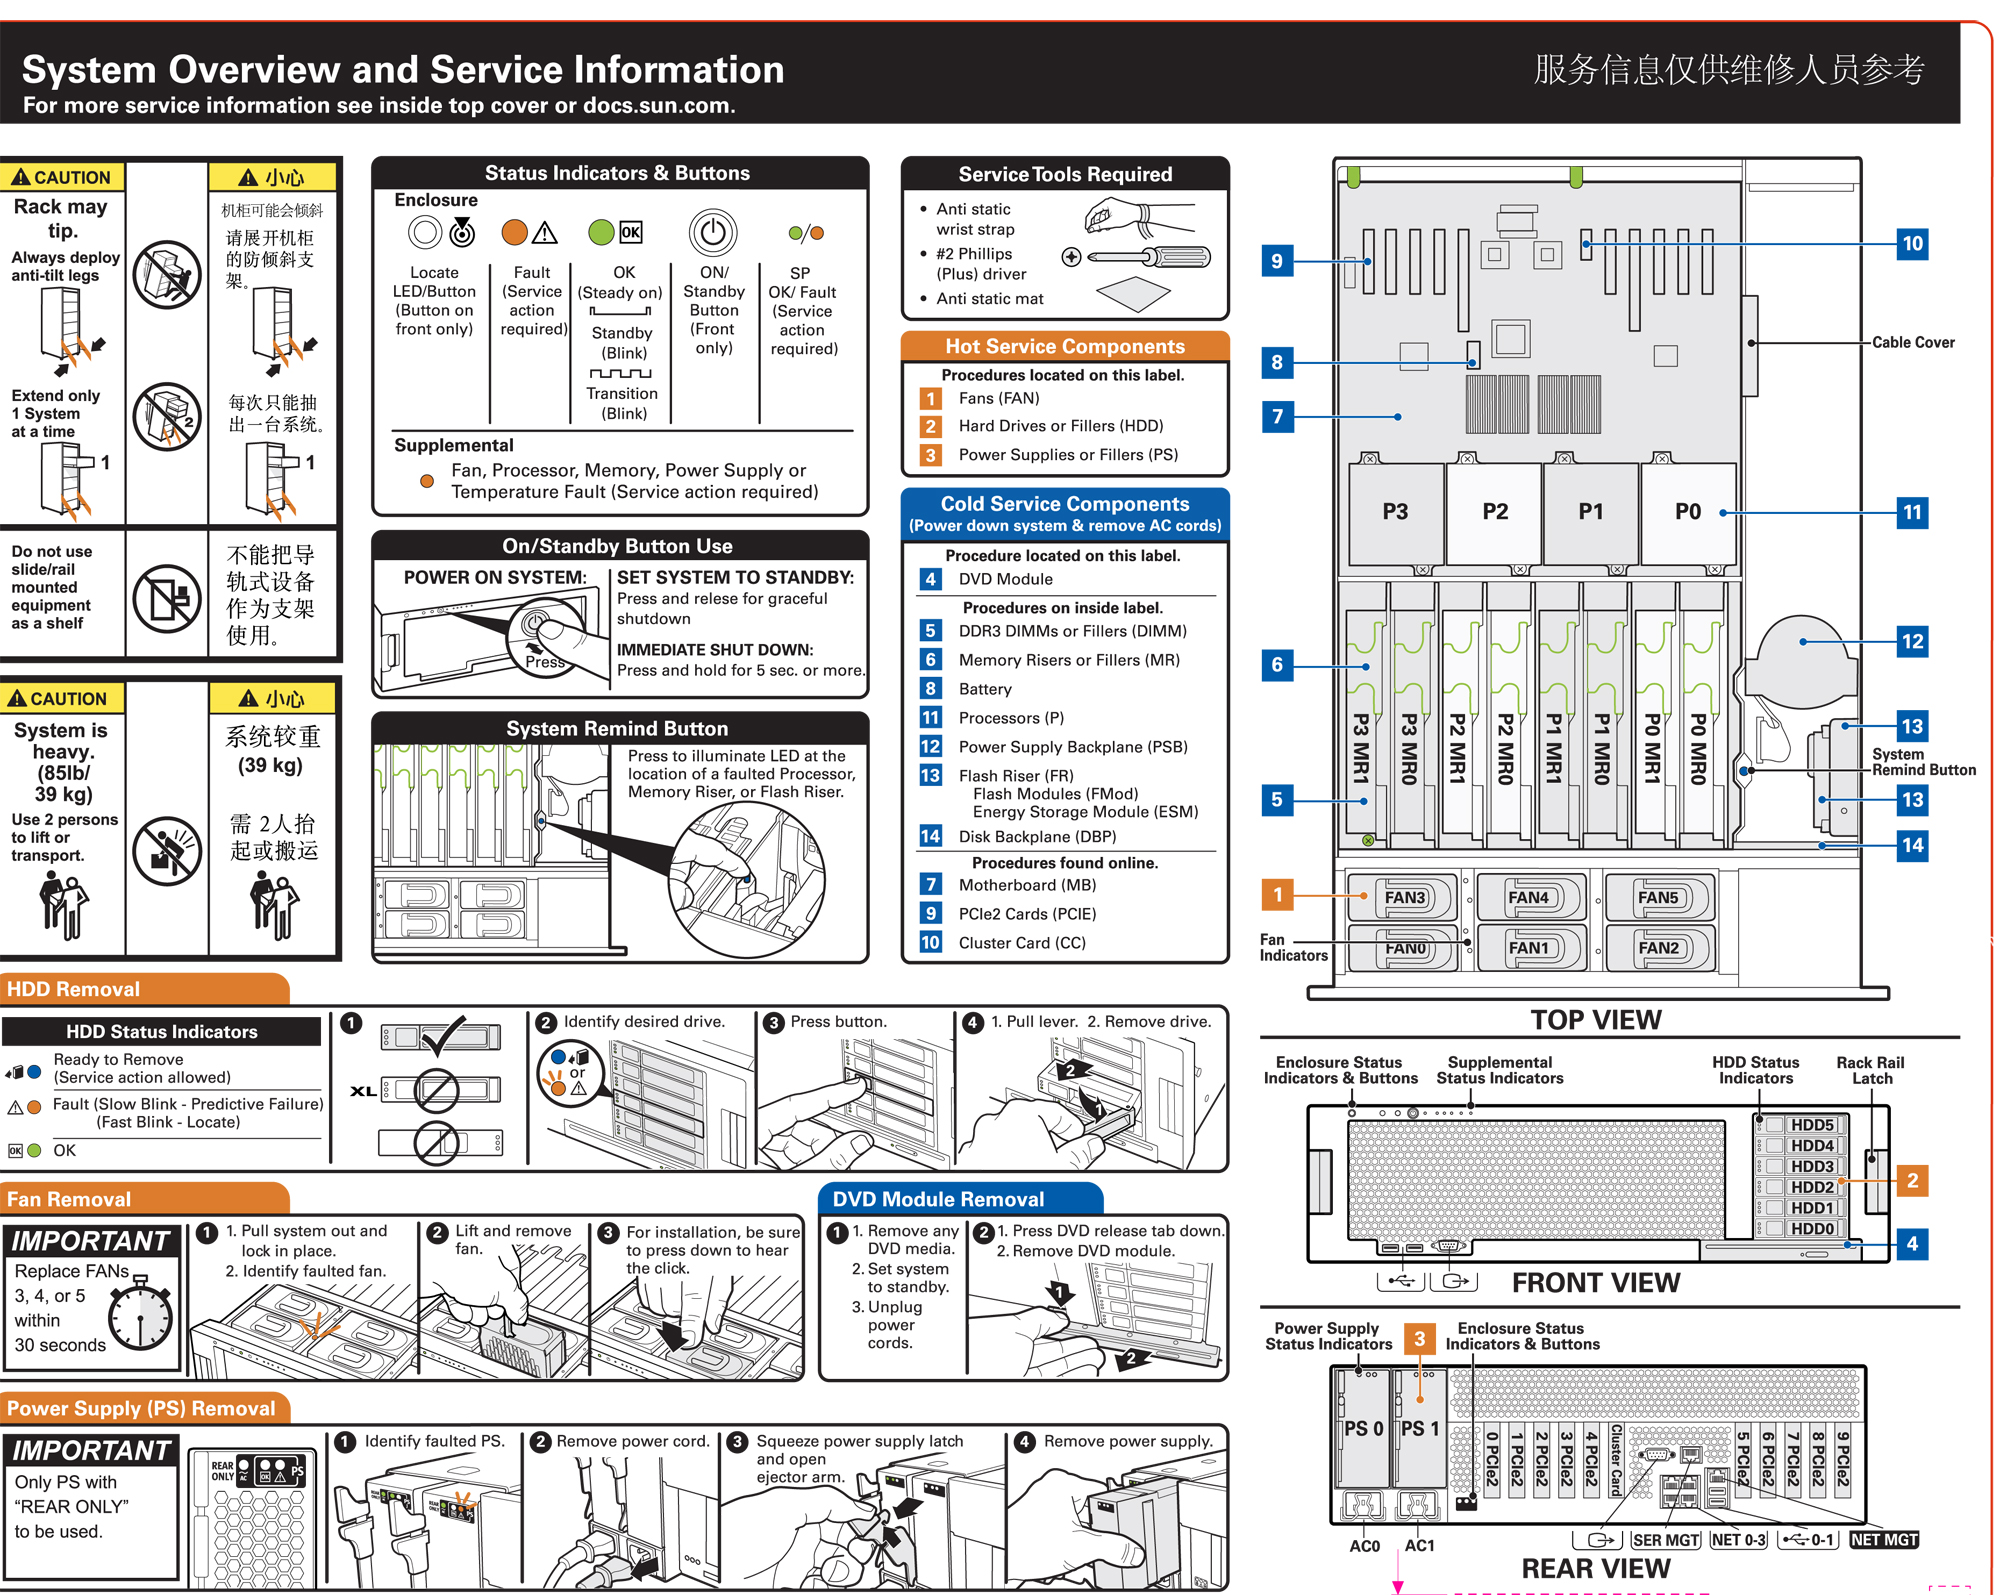 System Overview and Service Information
For more service information see inside top cover or docs.sun.com.
服务信息仅供维修人员参考
CAUTION
Rack may
tip.
Always deploy
anti-tilt legs
Extend only
1 System
at a time
1
2
小心
机柜可能会倾斜
请展开机柜
的防倾斜支
架。
每次只能抽
出一台系统。
1
Do not use
slide/rail
mounted
equipment
as a shelf
不能把导
轨式设备
作为支架
使用。
CAUTION
System is
heavy.
(85lb/
39 kg)
Use 2 persons
to lift or
transport.
小心
系统较重
(39 kg)
需 2人抬
起或搬运
Status Indicators & Buttons
Enclosure
OK
Locate
LED/Button
(Button on
front only)
Fault
(Service
action
required)
OK
(Steady on)
Standby
(Blink)
Transition
(Blink)
ON/
Standby
Button
(Front
only)
SP
OK/ Fault
(Service
action
required)
Supplemental
Fan, Processor, Memory, Power Supply or
Temperature Fault (Service action required)
On/Standby Button Use
POWER ON SYSTEM:
Press
SET SYSTEM TO STANDBY:
Press and relese for graceful
shutdown
IMMEDIATE SHUT DOWN:
Press and hold for 5 sec. or more.
System Remind Button
Press to illuminate LED at the
location of a faulted Processor,
Memory Riser, or Flash Riser.
Service Tools Required
• Anti static
wrist strap
• #2 Phillips
(Plus) driver
• Anti static mat
Hot Service Components
Procedures located on this label.
1 Fans (FAN)
2 Hard Drives or Fillers (HDD)
3 Power Supplies or Fillers (PS)
Cold Service Components
(Power down system & remove AC cords)
Procedure located on this label.
4 DVD Module
Procedures on inside label.
5 DDR3 DIMMs or Fillers (DIMM)
6 Memory Risers or Fillers (MR)
8 Battery
11 Processors (P)
12 Power Supply Backplane (PSB)
13 Flash Riser (FR)
Flash Modules (FMod)
Energy Storage Module (ESM)
14 Disk Backplane (DBP)
Procedures found online.
7 Motherboard (MB)
9 PCIe2 Cards (PCIE)
10 Cluster Card (CC)
9
10
8
Cable Cover
7
P3
P2
P1
P0
11
12
6
P3 MR1
P3 MR0
P2 MR1
P2 MR0
P1 MR1
P1 MR0
P0 MR1
P0 MR0
13
System
Remind Button
5
13
14
1
FAN3
FAN4
FAN5
Fan
Indicators
FAN0
FAN1
FAN2
TOP VIEW
HDD Removal
HDD Status Indicators
Ready to Remove
(Service action allowed)
Fault (Slow Blink - Predictive Failure)
(Fast Blink - Locate)
OK OK
1
XL
2 Identify desired drive.
or
3 Press button.
4 1. Pull lever. 2. Remove drive.
2
1
Enclosure Status
Indicators & Buttons
Supplemental
Status Indicators
HDD Status
Indicators
Rack Rail
Latch
HDD5
HDD4
HDD3
HDD2
HDD1
HDD0
2
4
FRONT VIEW
Fan Removal
IMPORTANT
Replace FANs
3, 4, or 5
within
30 seconds
1 1. Pull system out and
lock in place.
2. Identify faulted fan.
2 Lift and remove
fan.
3 For installation, be sure
to press down to hear
the click.
DVD Module Removal
1 1. Remove any
DVD media.
2. Set system
to standby.
3. Unplug
power
cords.
2 1. Press DVD release tab down.
2. Remove DVD module.
1
2
Power Supply (PS) Removal
IMPORTANT
Only PS with
“REAR ONLY”
to be used.
REAR
ONLY
AC
OK
PS
1 Identify faulted PS.
2 Remove power cord.
3 Squeeze power supply latch
and open
ejector arm.
4 Remove power supply.
Power Supply
Status Indicators
3
Enclosure Status
Indicators & Buttons
PS 0
PS 1
0 PCIe2
1 PCIe2
2 PCIe2
3 PCIe2
4 PCIe2
Cluster Card
5 PCIe2
6 PCIe2
7 PCIe2
8 PCIe2
9 PCIe2
AC0
AC1
SER MGT
NET 0-3
0-1
NET MGT
REAR VIEW